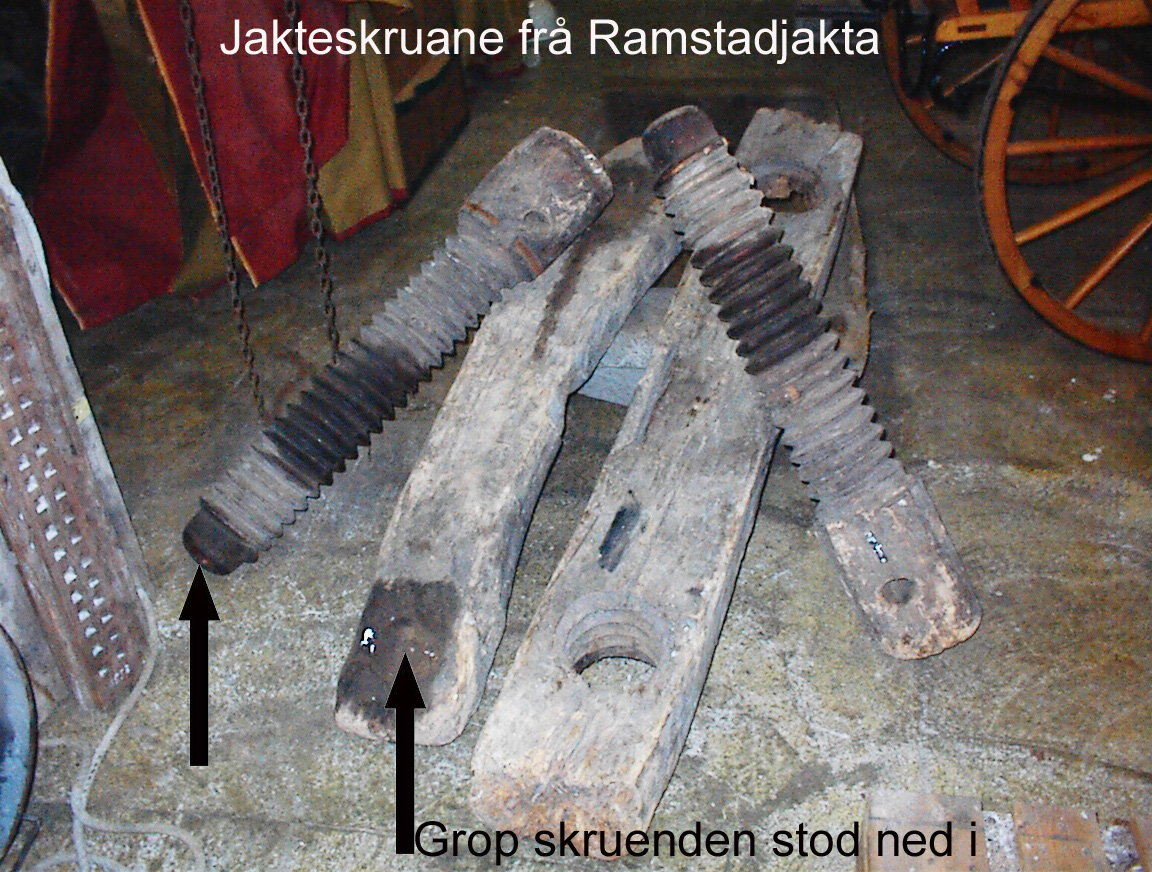 Jakteskruane frå Ramstadjakta
Grop skruenden stod ned i